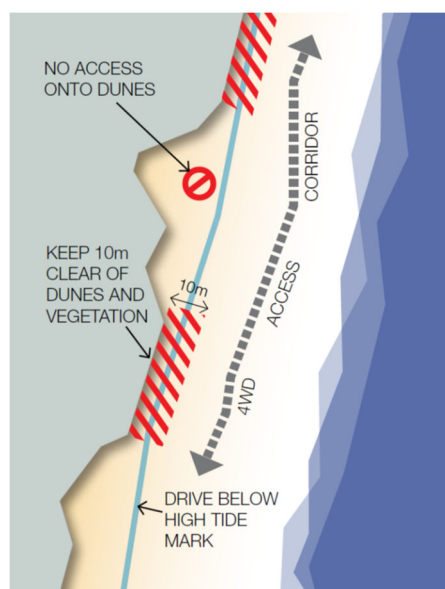 NO ACCESS
ONTO DUNES
KEEP 10m
CLEAR OF
DUNES AND
VEGETATION
10m
4WD ACCESS CORRIDOR
DRIVE BELOW
HIGH TIDE
MARK